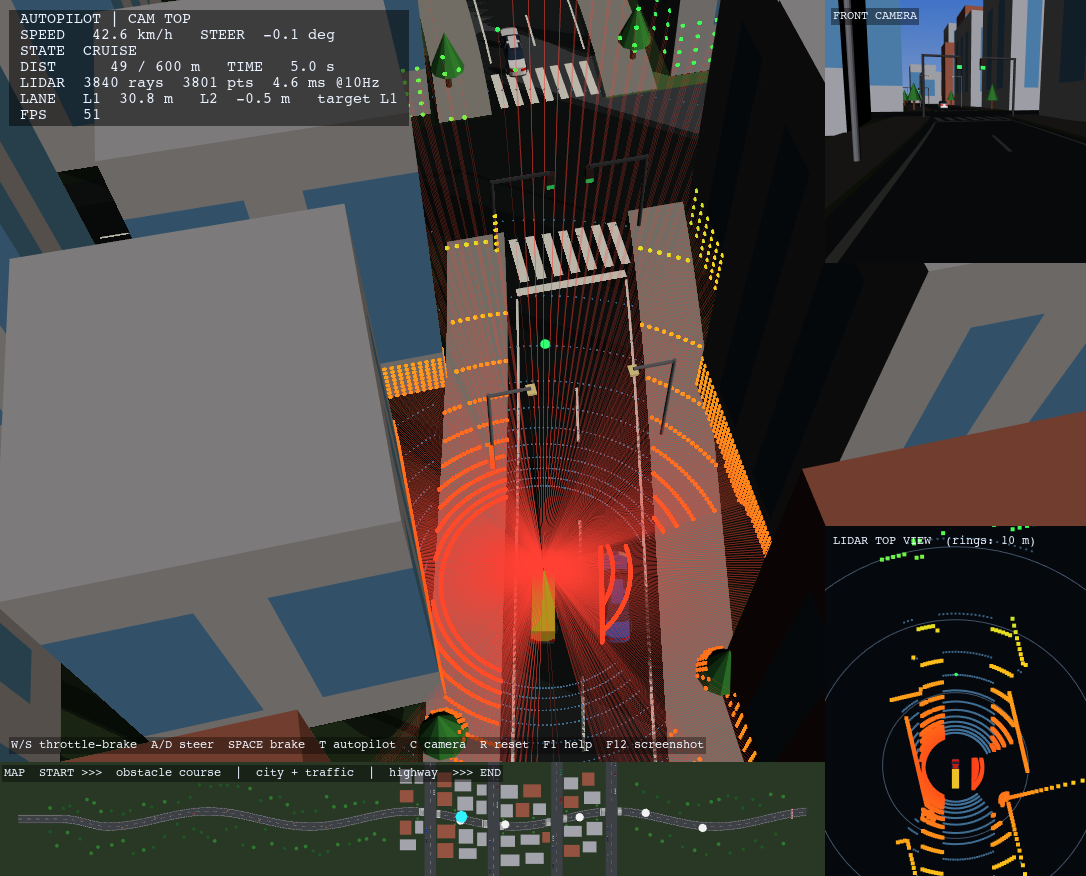 AUTOPILOT | CAM TOP
SPEED   42.6 km/h   STEER  -0.1 deg
STATE  CRUISE
DIST      49 / 600 m   TIME   5.0 s
LIDAR  3840 rays  3801 pts  4.6 ms @10Hz
LANE   L1  30.8 m   L2  -0.5 m   target L1
FPS    51
FRONT CAMERA
LIDAR TOP VIEW  (rings: 10 m)
W/S throttle-brake  A/D steer  SPACE brake  T autopilot  C camera  R reset  F1 help  F12 screenshot
MAP  START >>>  obstacle course  |  city + traffic  |  highway  >>> END